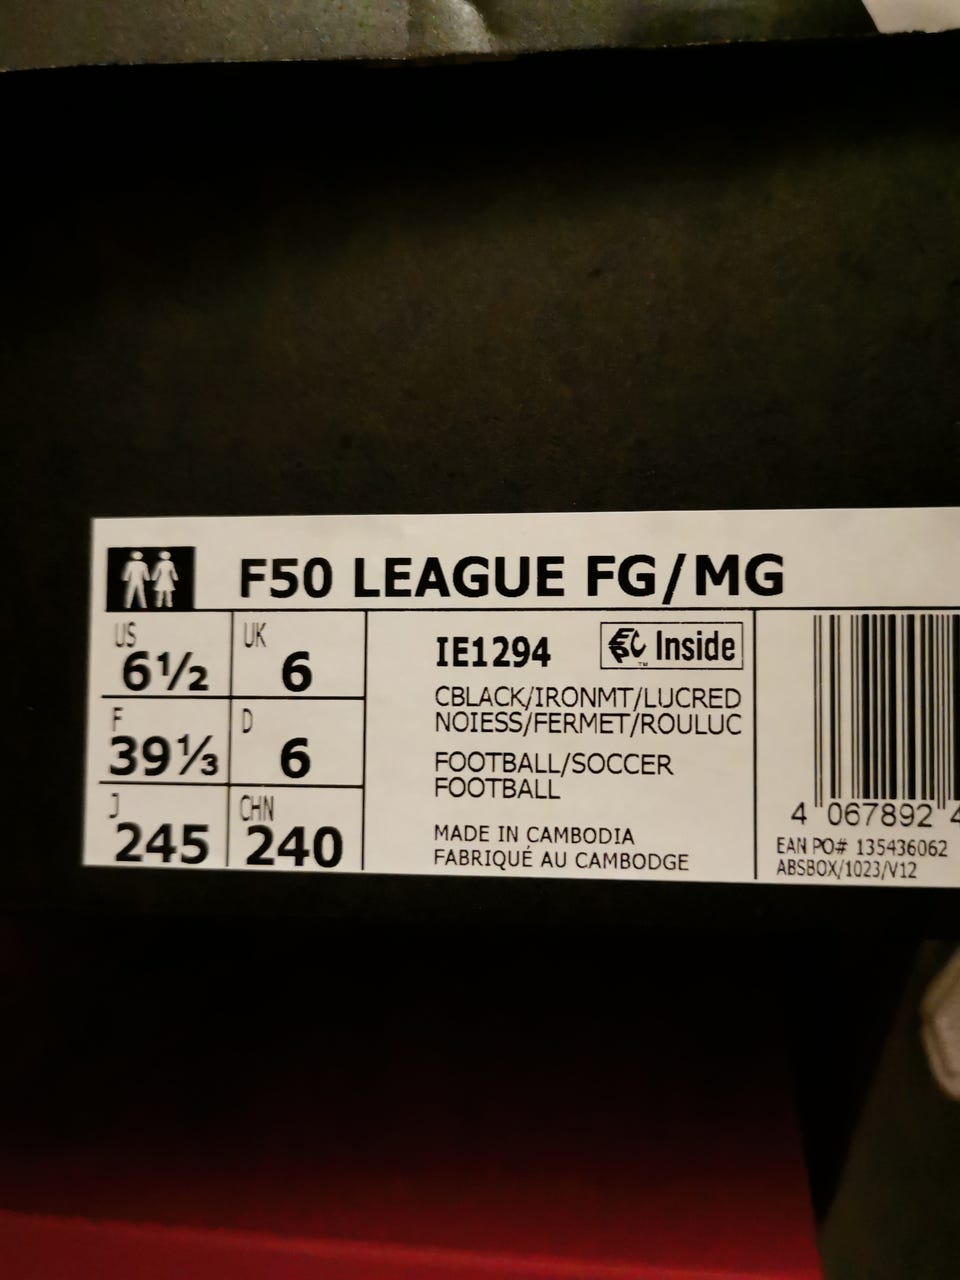 F50 LEAGUE FG/MG
US 6½ UK 6
F 39⅓ D 6
J 245 CHN 240
IE1294 Inside™
CBLACK/IRONMT/LUCRED
NOIESS/FERMET/ROULUC
FOOTBALL/SOCCER
FOOTBALL
MADE IN CAMBODIA
FABRIQUÉ AU CAMBODGE
4 067892 4
EAN PO# 135436062
ABSBOX/1023/V12